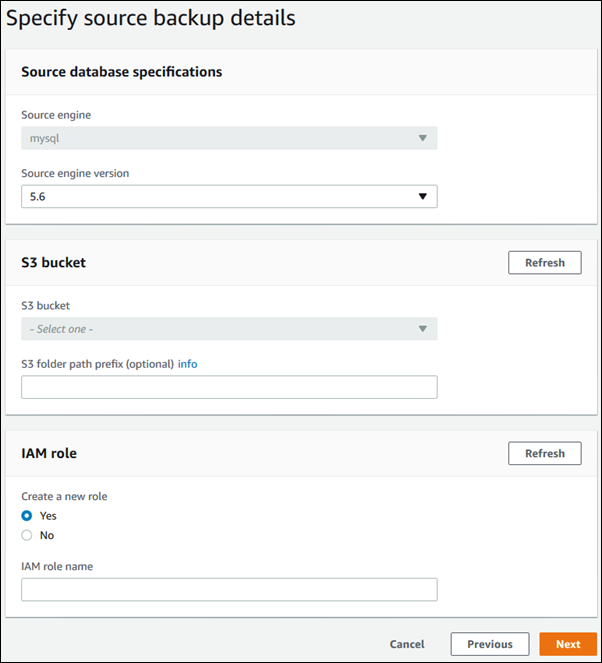 Specify source backup details
Source database specifications
Source engine
mysql
Source engine version
5.6
S3 bucket
Refresh
S3 bucket
- Select one -
S3 folder path prefix (optional) info
IAM role
Refresh
Create a new role
Yes
No
IAM role name
Cancel
Previous
Next